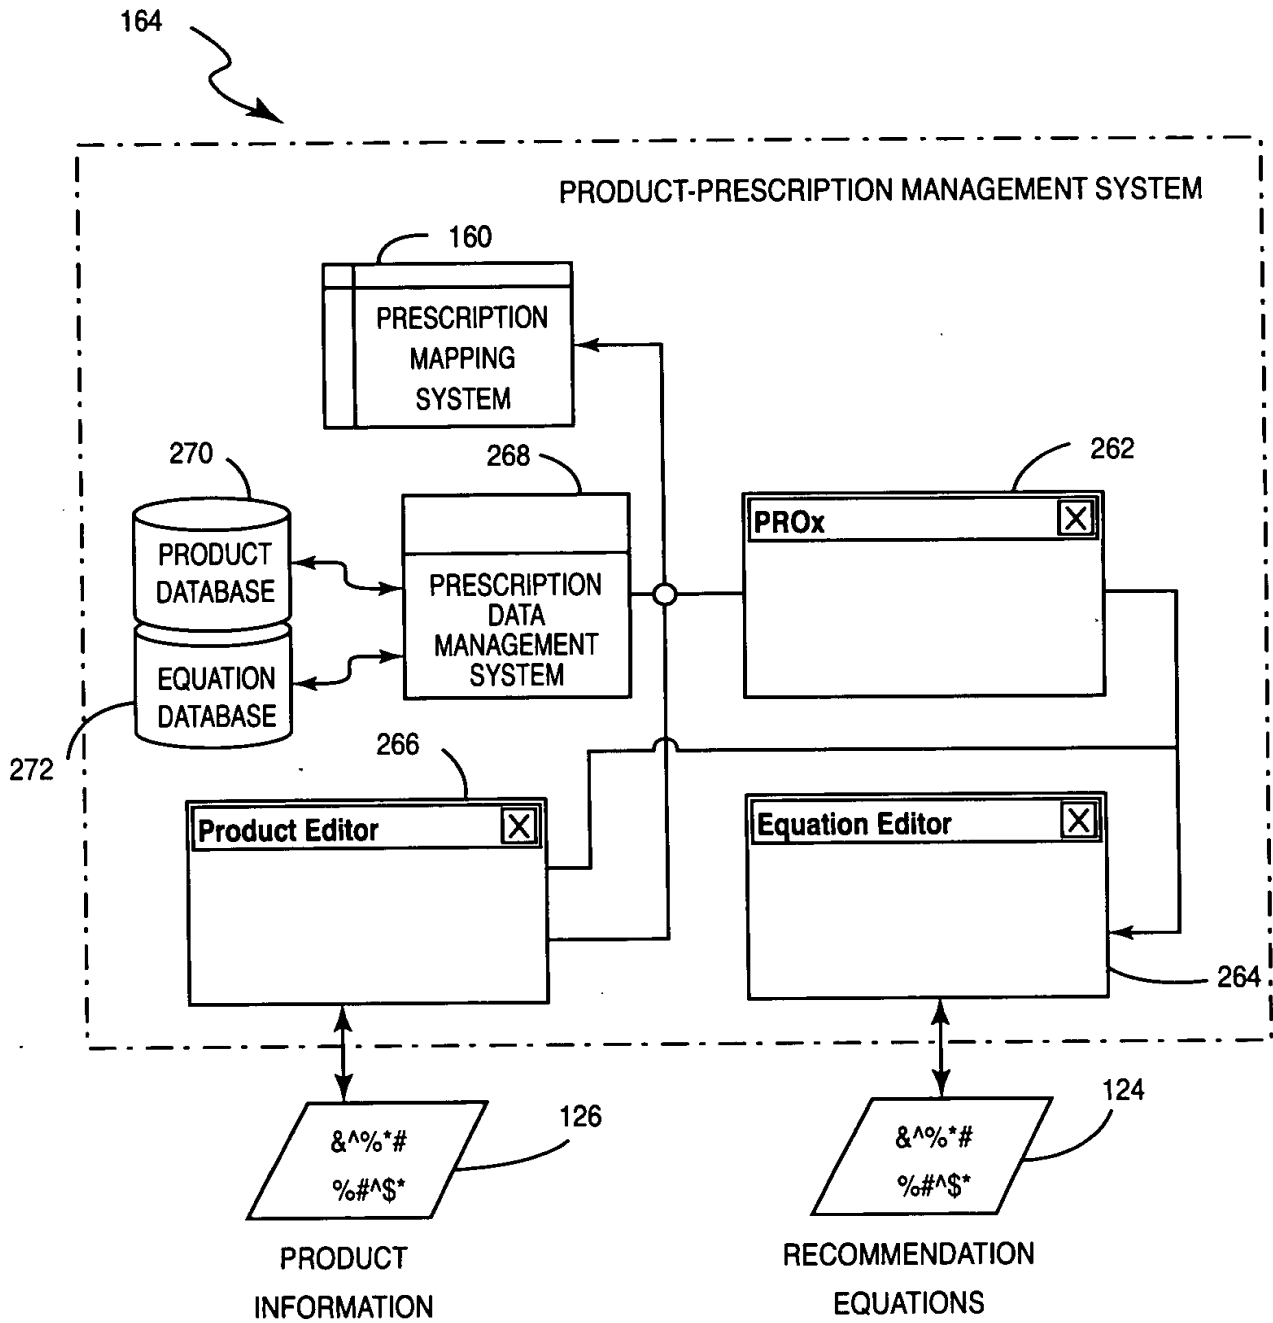 164
PRODUCT-PRESCRIPTION MANAGEMENT SYSTEM
160
PRESCRIPTION
MAPPING
SYSTEM
270
268
262
PRODUCT
DATABASE
PRESCRIPTION
DATA
MANAGEMENT
SYSTEM
PROx
X
EQUATION
DATABASE
272
266
Product Editor
X
Equation Editor
X
264
&^%*#
%#^$*
126
&^%*#
%#^$*
124
PRODUCT
INFORMATION
RECOMMENDATION
EQUATIONS